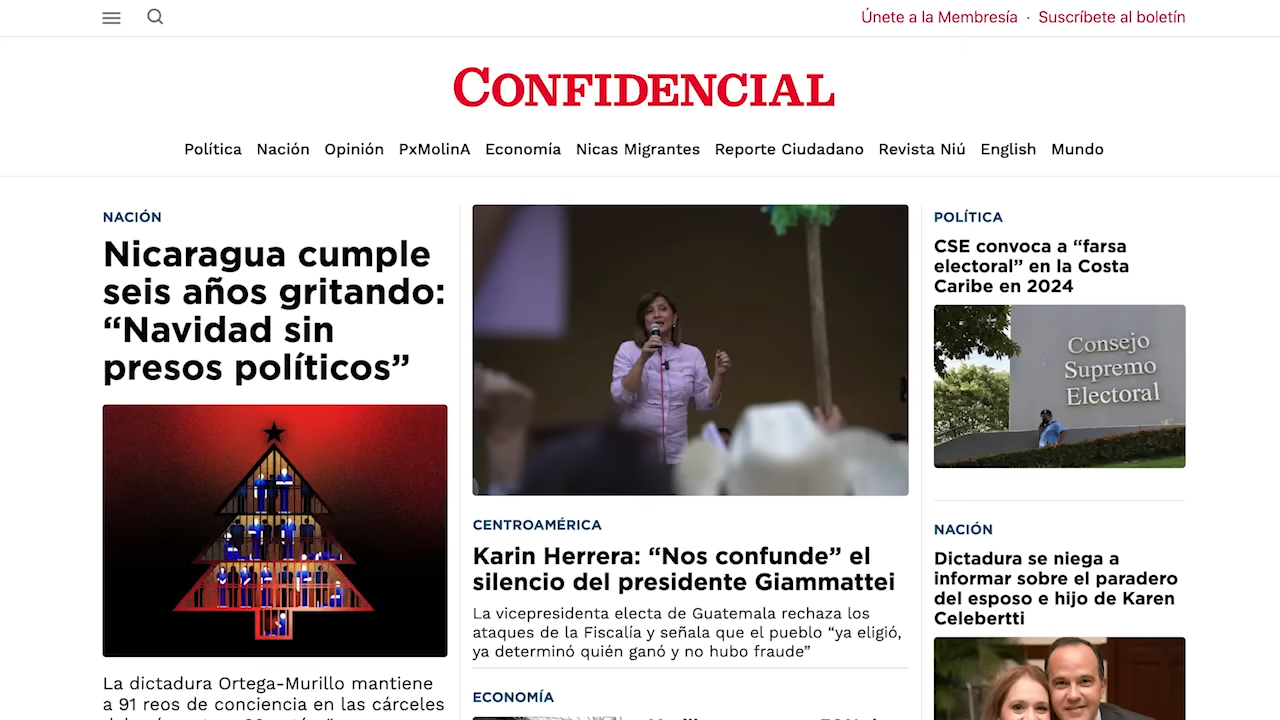 Únete a la Membresía · Suscríbete al boletín
CONFIDENCIAL
Política Nación Opinión PxMolinA Economía Nicas Migrantes Reporte Ciudadano Revista Niú English Mundo
NACIÓN
Nicaragua cumple
seis años gritando:
“Navidad sin
presos políticos”
La dictadura Ortega-Murillo mantiene
a 91 reos de conciencia en las cárceles
CENTROAMÉRICA
Karin Herrera: “Nos confunde” el
silencio del presidente Giammattei
La vicepresidenta electa de Guatemala rechaza los
ataques de la Fiscalía y señala que el pueblo “ya eligió,
ya determinó quién ganó y no hubo fraude”
ECONOMÍA
POLÍTICA
CSE convoca a “farsa
electoral” en la Costa
Caribe en 2024
Consejo
Supremo
Electoral
NACIÓN
Dictadura se niega a
informar sobre el paradero
del esposo e hijo de Karen
Celebertti